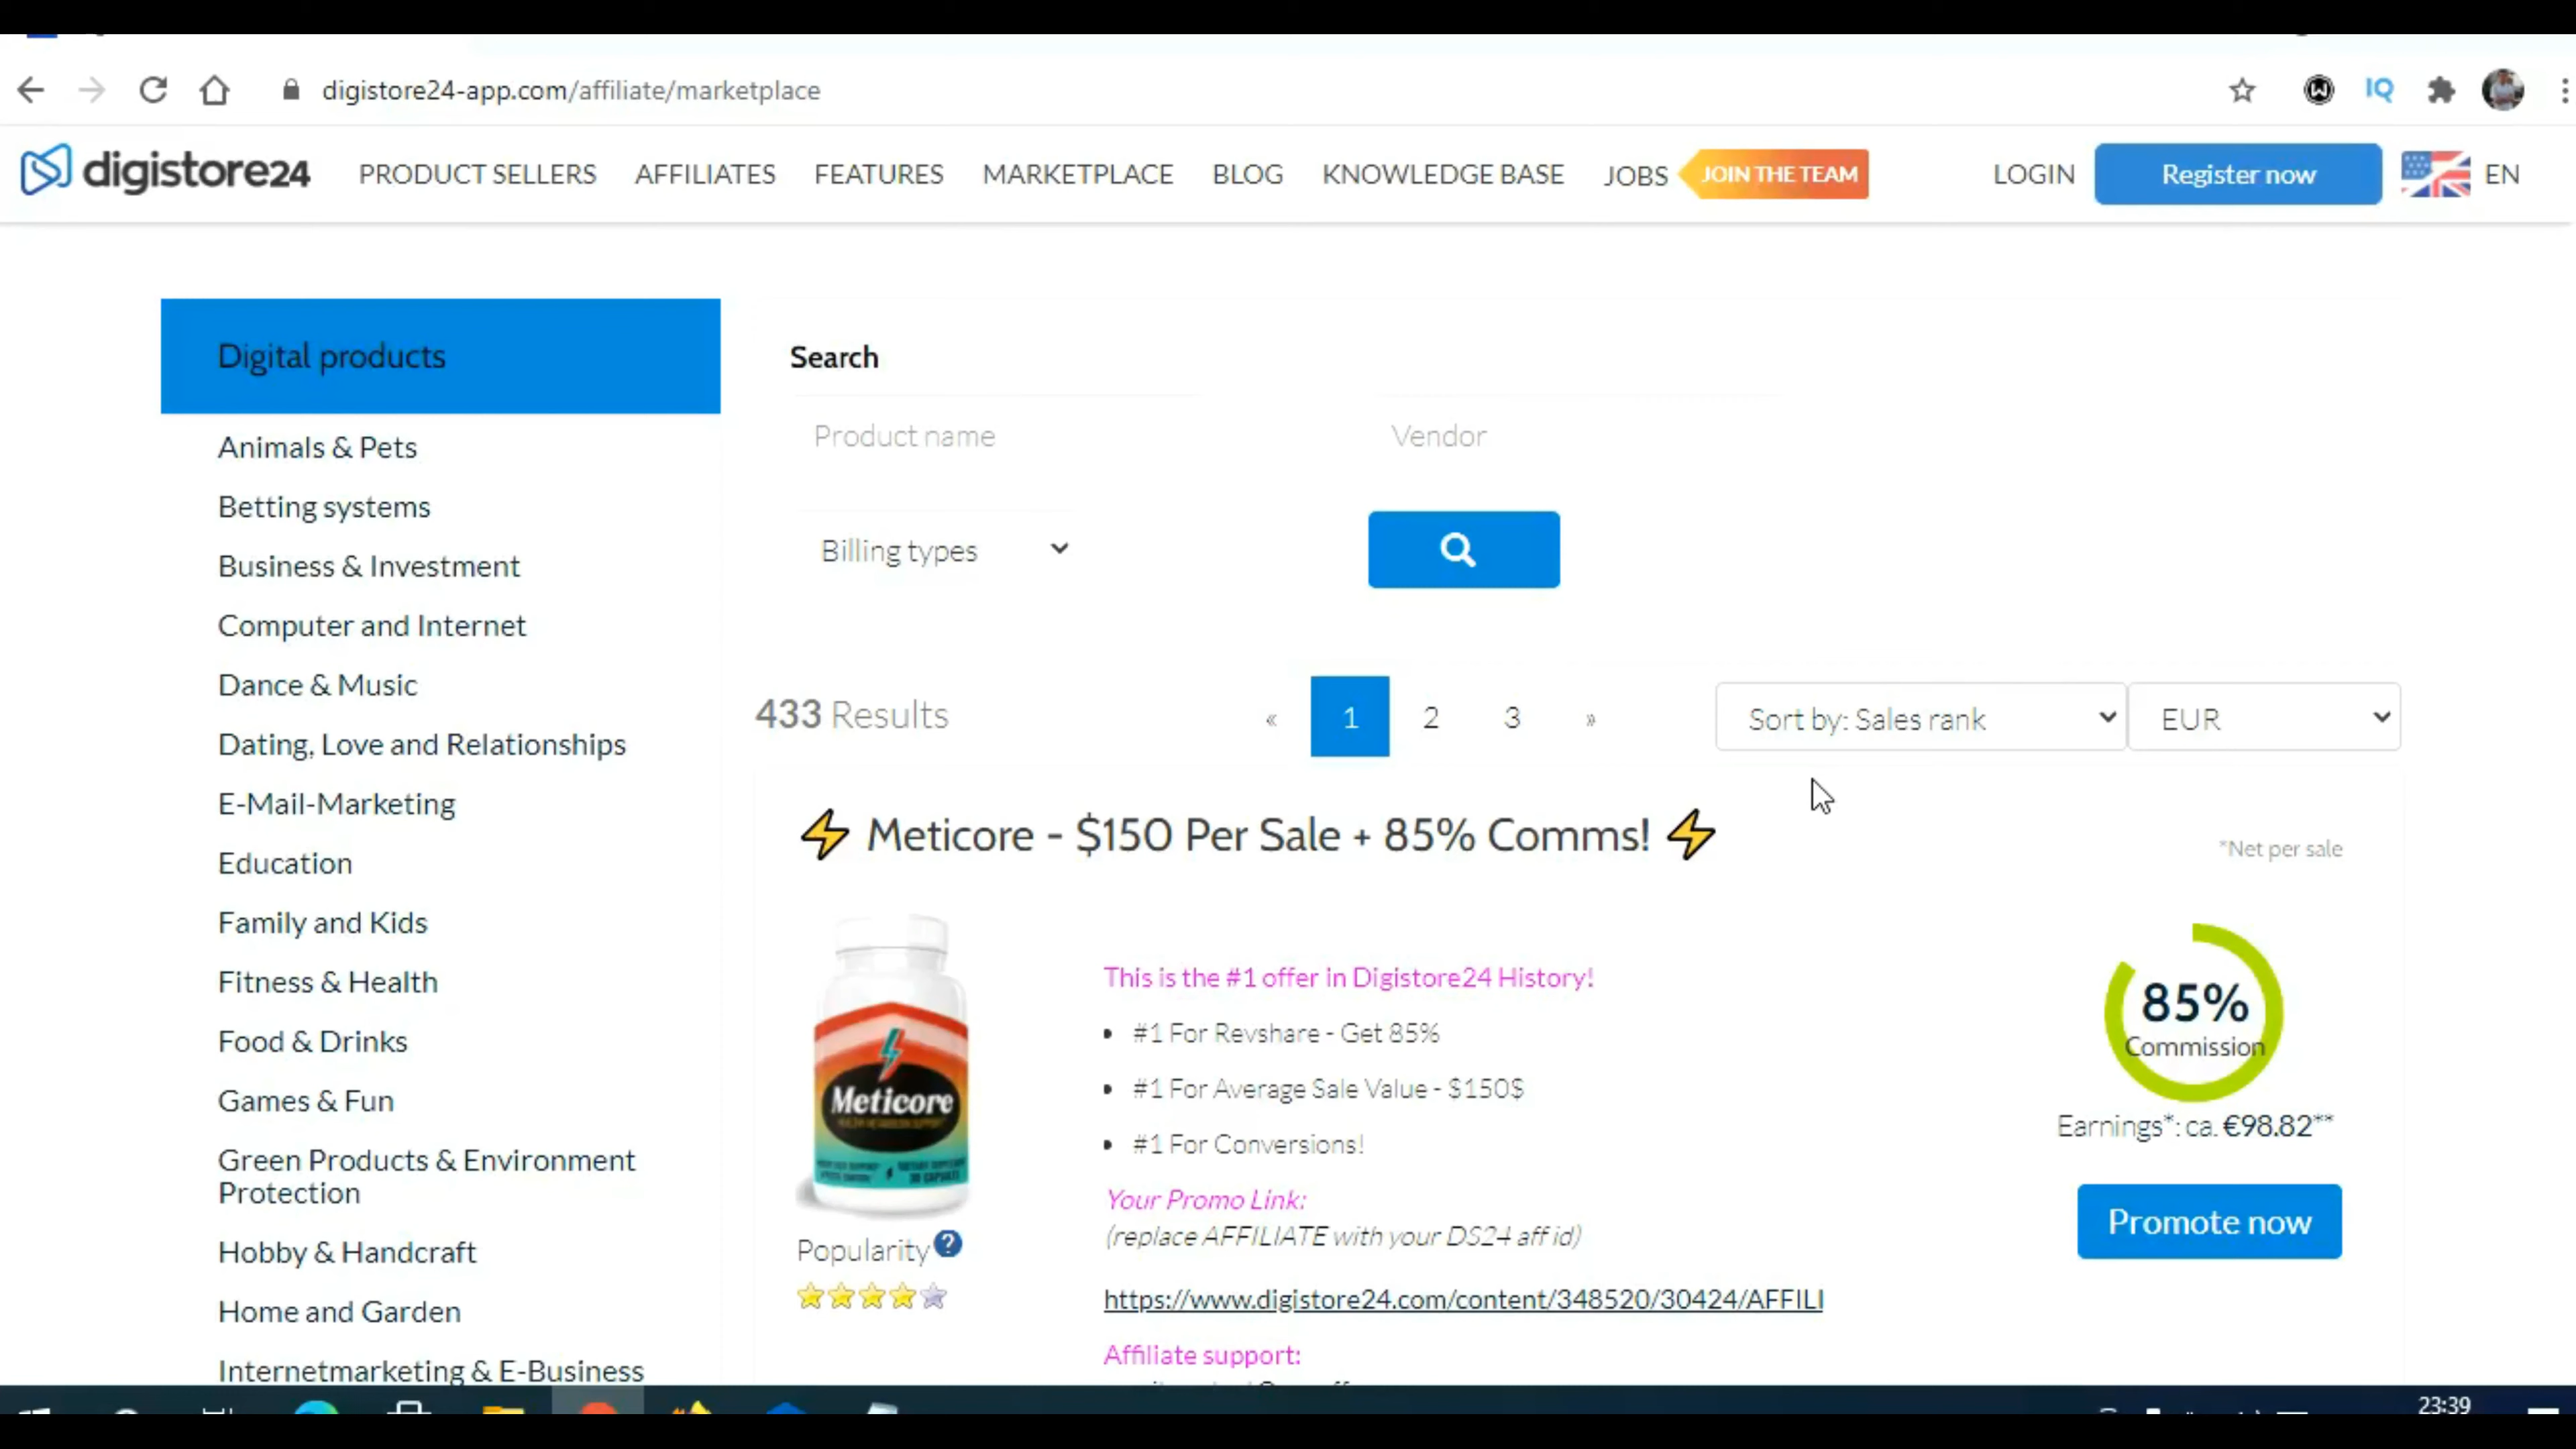 digistore24-app.com/affiliate/marketplace
IQ
digistore24 PRODUCT SELLERS AFFILIATES FEATURES MARKETPLACE BLOG KNOWLEDGE BASE JOBS JOIN THE TEAM LOGIN Register now EN
Digital products
Animals & Pets
Betting systems
Business & Investment
Computer and Internet
Dance & Music
Dating, Love and Relationships
E-Mail-Marketing
Education
Family and Kids
Fitness & Health
Food & Drinks
Games & Fun
Green Products & Environment
Protection
Hobby & Handcraft
Home and Garden
Internetmarketing & E-Business
Search
Product name Vendor
Billing types
433 Results « 1 2 3 » Sort by: Sales rank EUR
Meticore - $150 Per Sale + 85% Comms!
*Net per sale
Meticore
Popularity ?
This is the #1 offer in Digistore24 History!
• #1 For Revshare - Get 85%
• #1 For Average Sale Value - $150$
• #1 For Conversions!
Your Promo Link:
(replace AFFILIATE with your DS24 aff id)
https://www.digistore24.com/content/348520/30424/AFFILI
Affiliate support:
85%
Commission
Earnings*: ca. €98.82**
Promote now
23:39